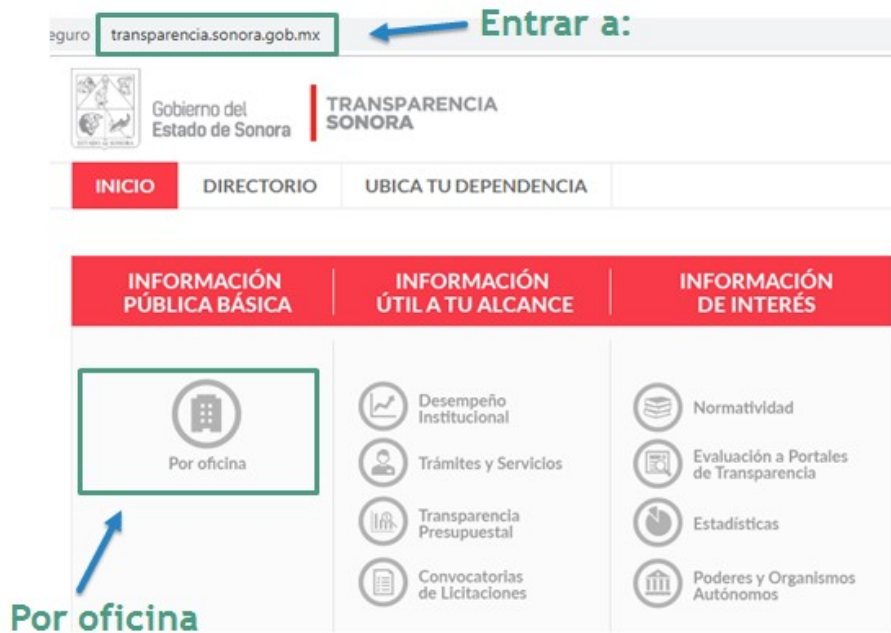 eguro transparencia.sonora.gob.mx Entrar a:
Gobierno del
Estado de Sonora
TRANSPARENCIA
SONORA
INICIO DIRECTORIO UBICA TU DEPENDENCIA
INFORMACIÓN
PÚBLICA BÁSICA
INFORMACIÓN
ÚTIL A TU ALCANCE
INFORMACIÓN
DE INTERÉS
Por oficina
Desempeño
Institucional
Trámites y Servicios
Transparencia
Presupuestal
Convocatorias
de Licitaciones
Normatividad
Evaluación a Portales
de Transparencia
Estadísticas
Poderes y Organismos
Autónomos
Por oficina